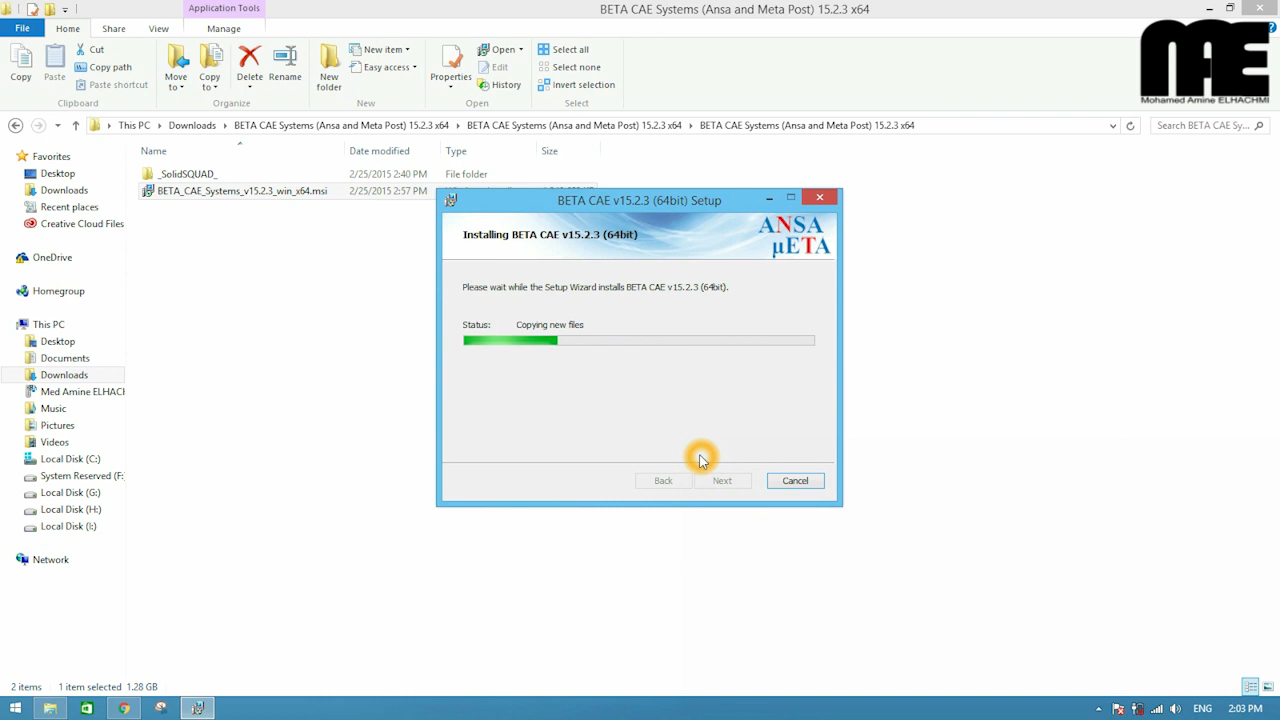 Application Tools
BETA CAE Systems (Ansa and Meta Post) 15.2.3 x64
File
Home
Share
View
Manage
Copy
Paste
Cut
Copy path
Paste shortcut
Clipboard
Move to
Copy to
Delete
Rename
Organize
New folder
New item
Easy access
New
Properties
Open
Edit
History
Open
Select all
Select none
Invert selection
Select
MAE
Mohamed Amine ELHACHMI
This PC
Downloads
BETA CAE Systems (Ansa and Meta Post) 15.2.3 x64
BETA CAE Systems (Ansa and Meta Post) 15.2.3 x64
BETA CAE Systems (Ansa and Meta Post) 15.2.3 x64
Search BETA CAE Sy...
Name
Date modified
Type
Size
_SolidSQUAD_
2/25/2015 2:40 PM
File folder
BETA_CAE_Systems_v15.2.3_win_x64.msi
2/25/2015 2:57 PM
Favorites
Desktop
Downloads
Recent places
Creative Cloud Files
OneDrive
Homegroup
This PC
Desktop
Documents
Downloads
Med Amine ELHACH
Music
Pictures
Videos
Local Disk (C:)
System Reserved (F:
Local Disk (G:)
Local Disk (H:)
Local Disk (I:)
Network
BETA CAE v15.2.3 (64bit) Setup
Installing BETA CAE v15.2.3 (64bit)
ANSA
µETA
Please wait while the Setup Wizard installs BETA CAE v15.2.3 (64bit).
Status: Copying new files
Back
Next
Cancel
2 items
1 item selected 1.28 GB
ENG
2:03 PM